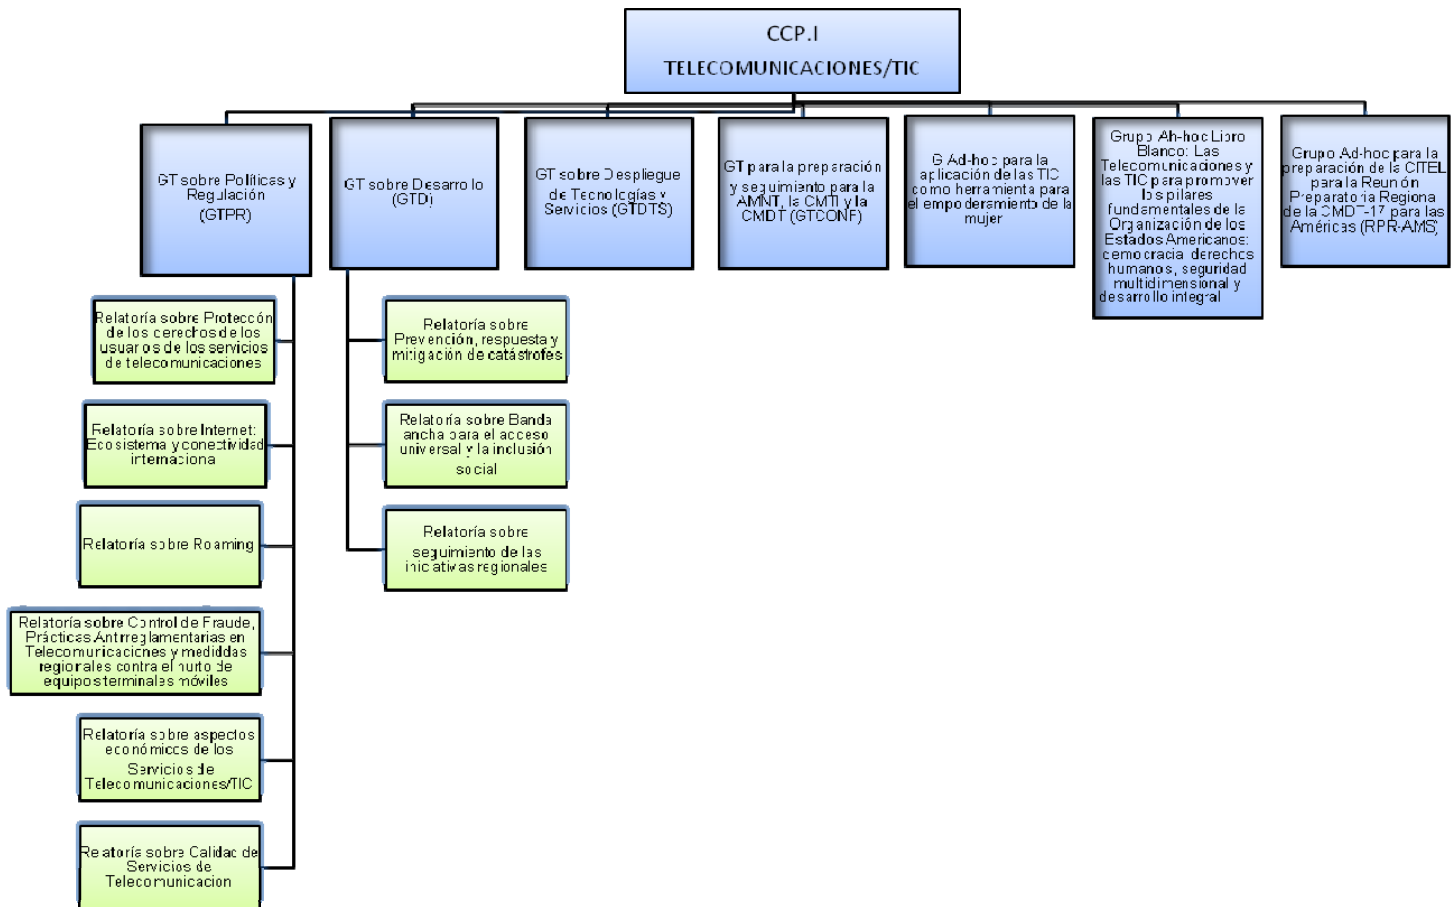 CCP.I
TELECOMUNICACIONES/TIC
GT sobre Políticas y
Regulación
(GTPR)
GT sobre Desarrollo
(GTD)
GT sobre Despliegue
de Tecnologías y
Servicios (GTDTS)
GT para la preparación
y seguimiento para la
AMNT, la CMTI y la
CMDT (GTCONF)
G Ad-hoc para la
aplicación de las TIC
como herramienta para
el empoderamiento de la
mujer
Grupo Ah-hoc Libro
Blanco: Las
Telecomunicaciones y
las TIC para promover
los pilares
fundamentales de la
Organización de los
Estados Americanos:
democracia, derechos
humanos, seguridad
multidimensional y
desarrollo integral
Grupo Ad-hoc para la
preparación de la CITEL
para la Reunión
Preparatoria Regional
de la CMDT-17 para las
Américas (RPR-AMS)
Relatoría sobre Protección
de los derechos de los
usuarios de los servicios
de telecomunicaciones
Relatoría sobre Internet:
Ecosistema y conectividad
internacional
Relatoría sobre Roaming
Relatoría sobre Control de Fraude,
Prácticas Antirreglamentarias en
Telecomunicaciones y mediddas
regionales contra el hurto de
equipos terminales móviles
Relatoría sobre aspectos
económicos de los
Servicios de
Telecomunicaciones/TIC
Relatoría sobre Calidad de
Servicios de
Telecomunicación
Relatoría sobre
Prevención, respuesta y
mitigación de catástrofes
Relatoría sobre Banda
ancha para el acceso
universal y la inclusión
social
Relatoría sobre
seguimiento de las
iniciativas regionales